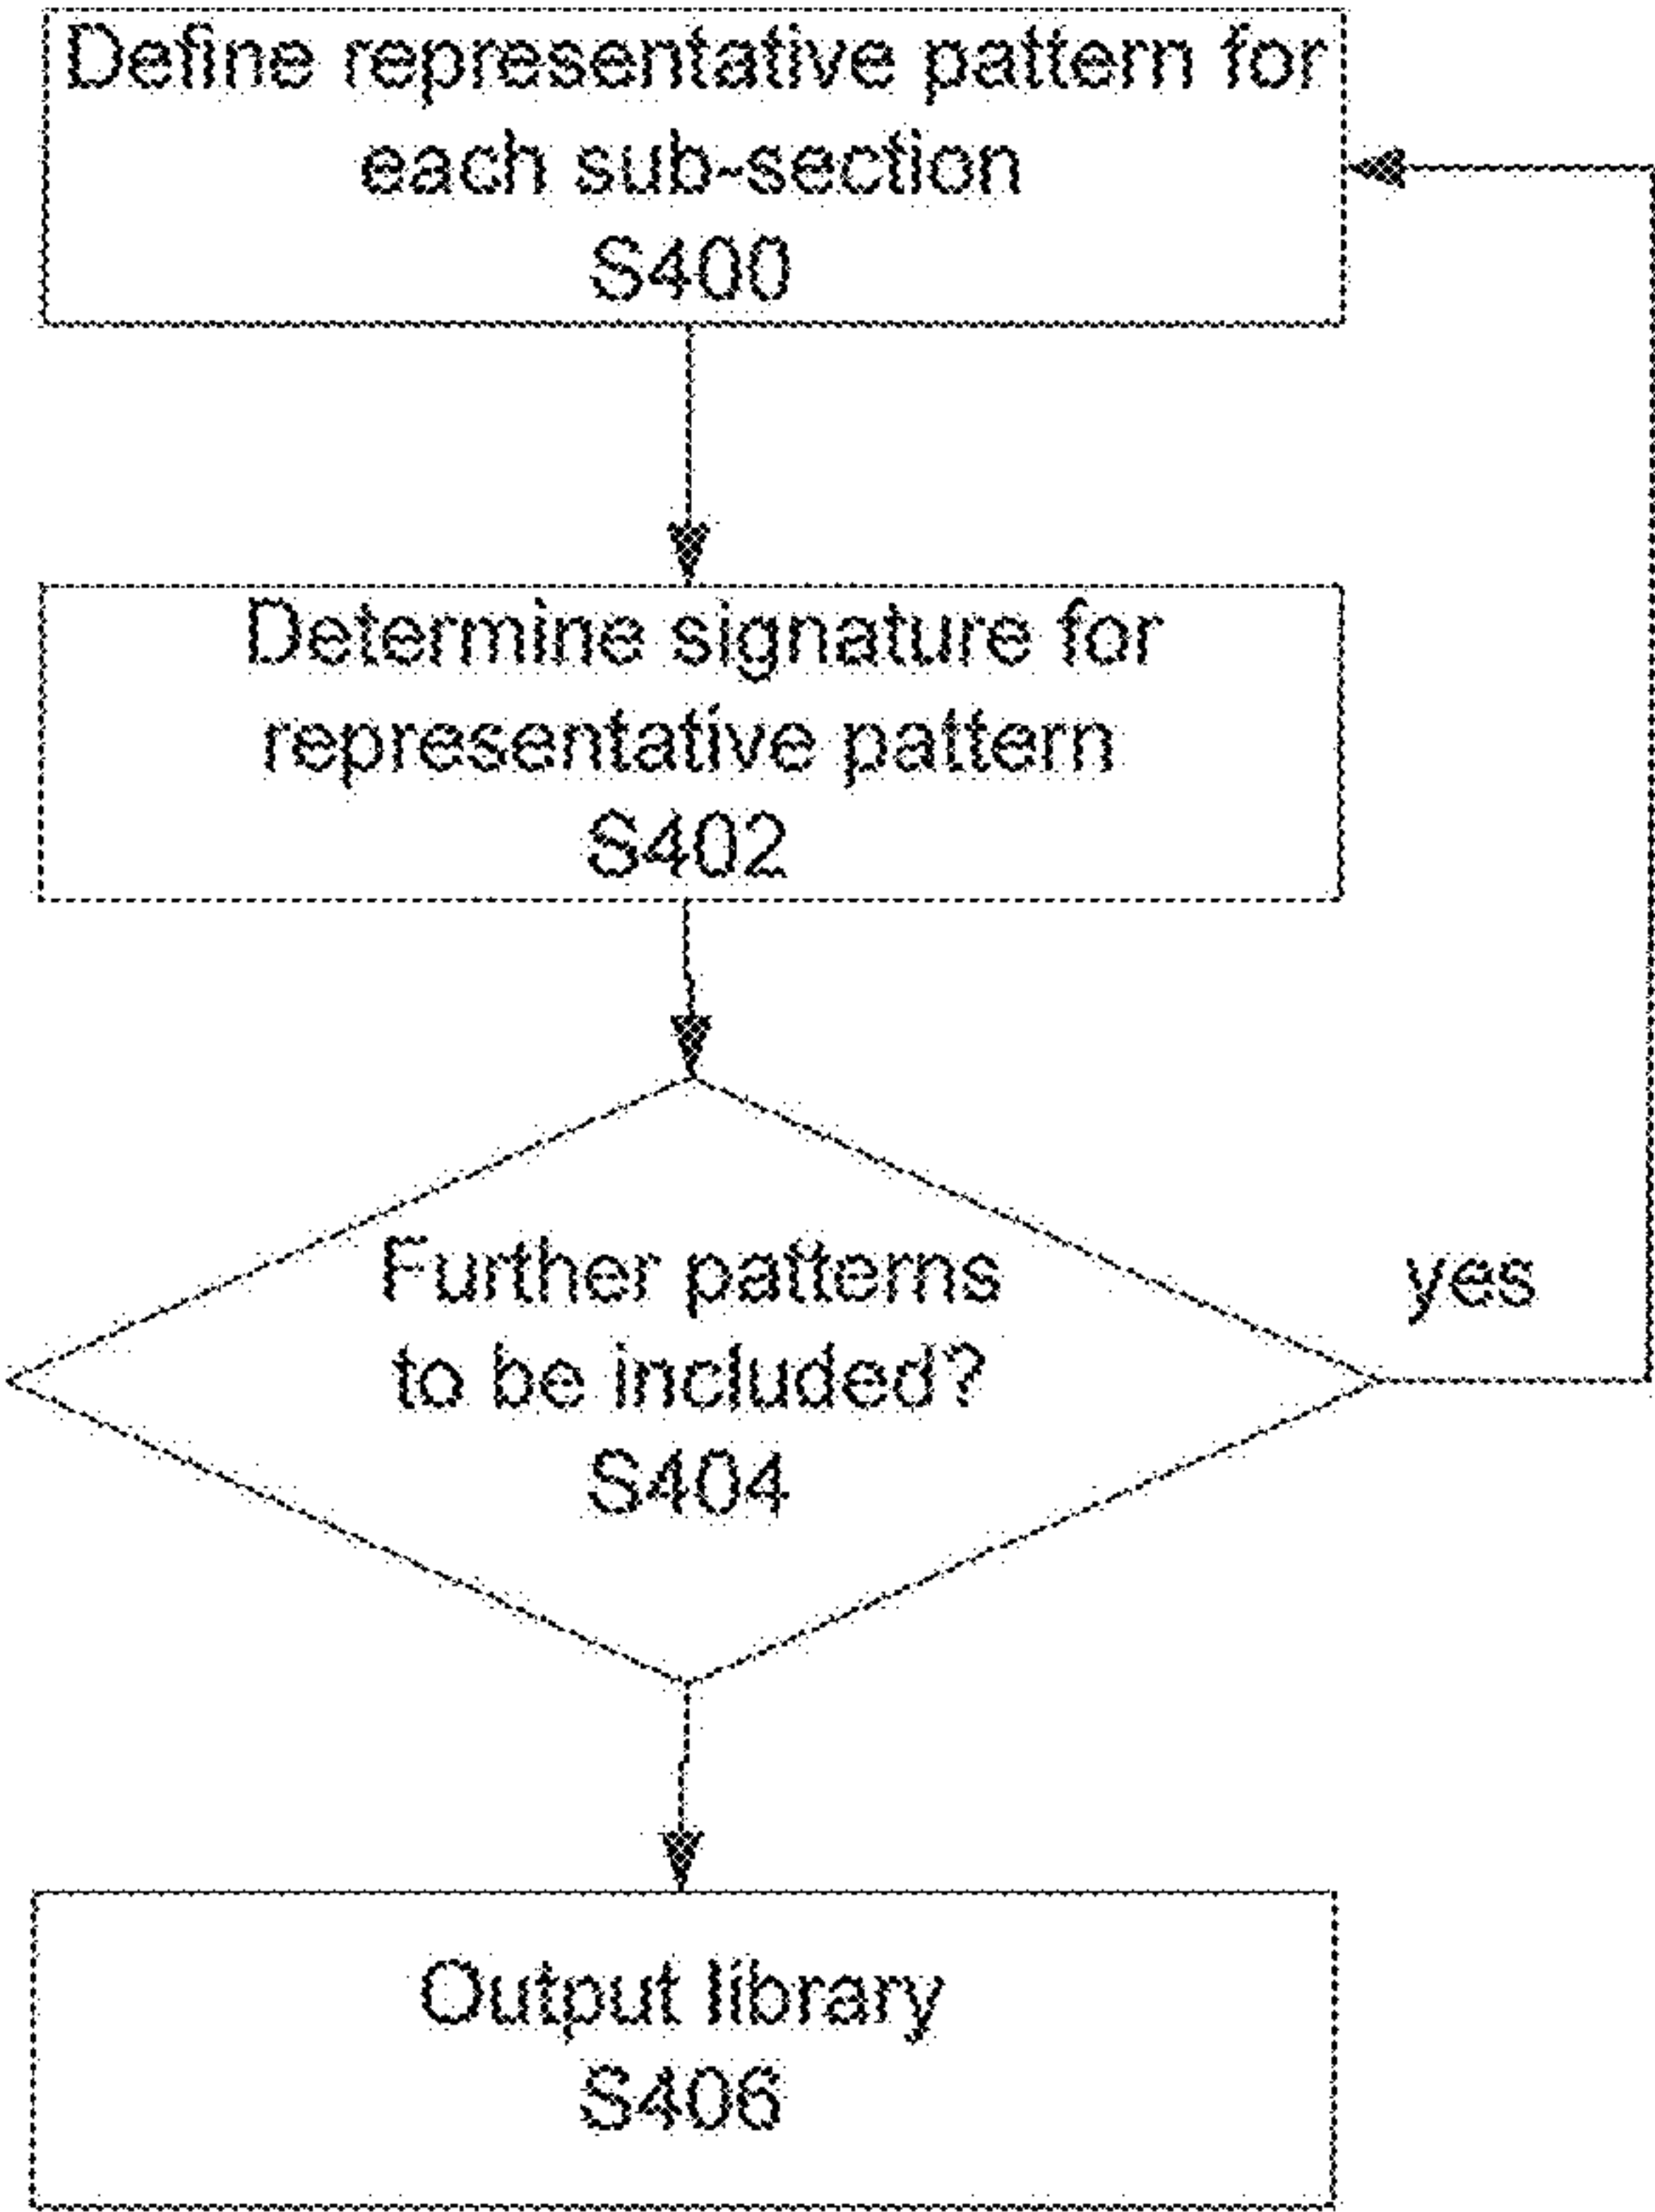 Define representative pattern for
each sub-section
S400
Determine signature for
representative pattern
S402
Further patterns
to be included?
S404
yes
Output library
S406